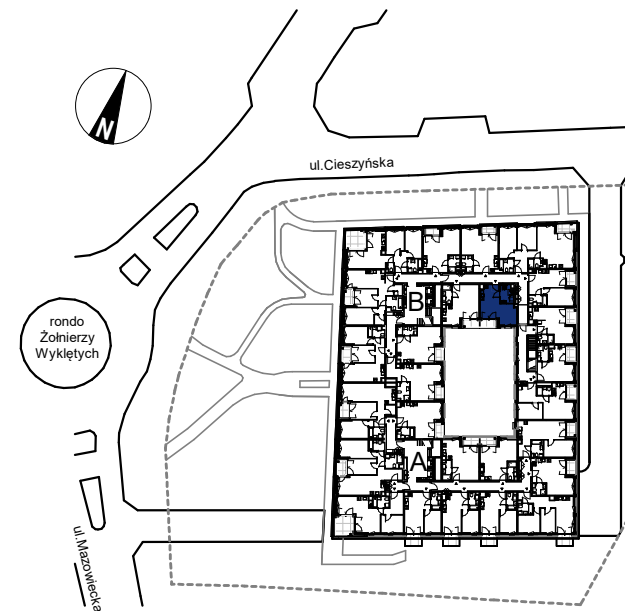 N
ul.Cieszyńska
B
rondo
Żołnierzy
Wyklętych
A
ul.Mazowiecka